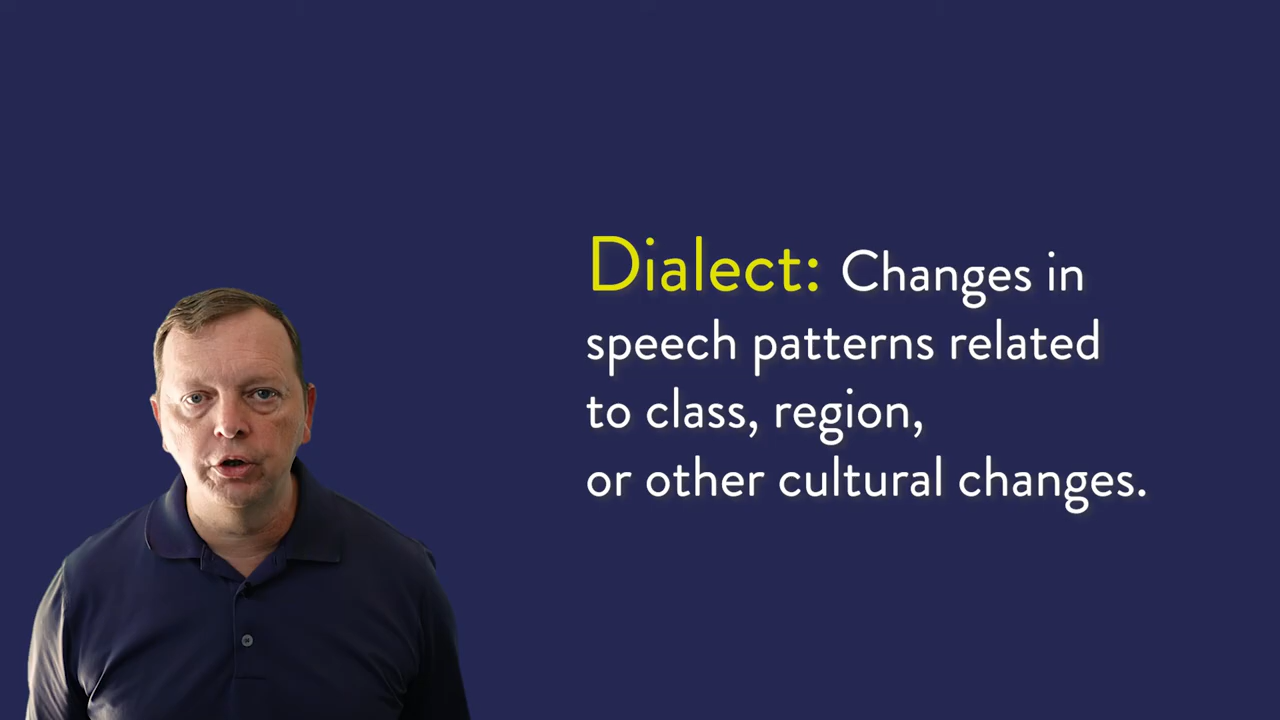 Dialect: Changes in
speech patterns related
to class, region,
or other cultural changes.